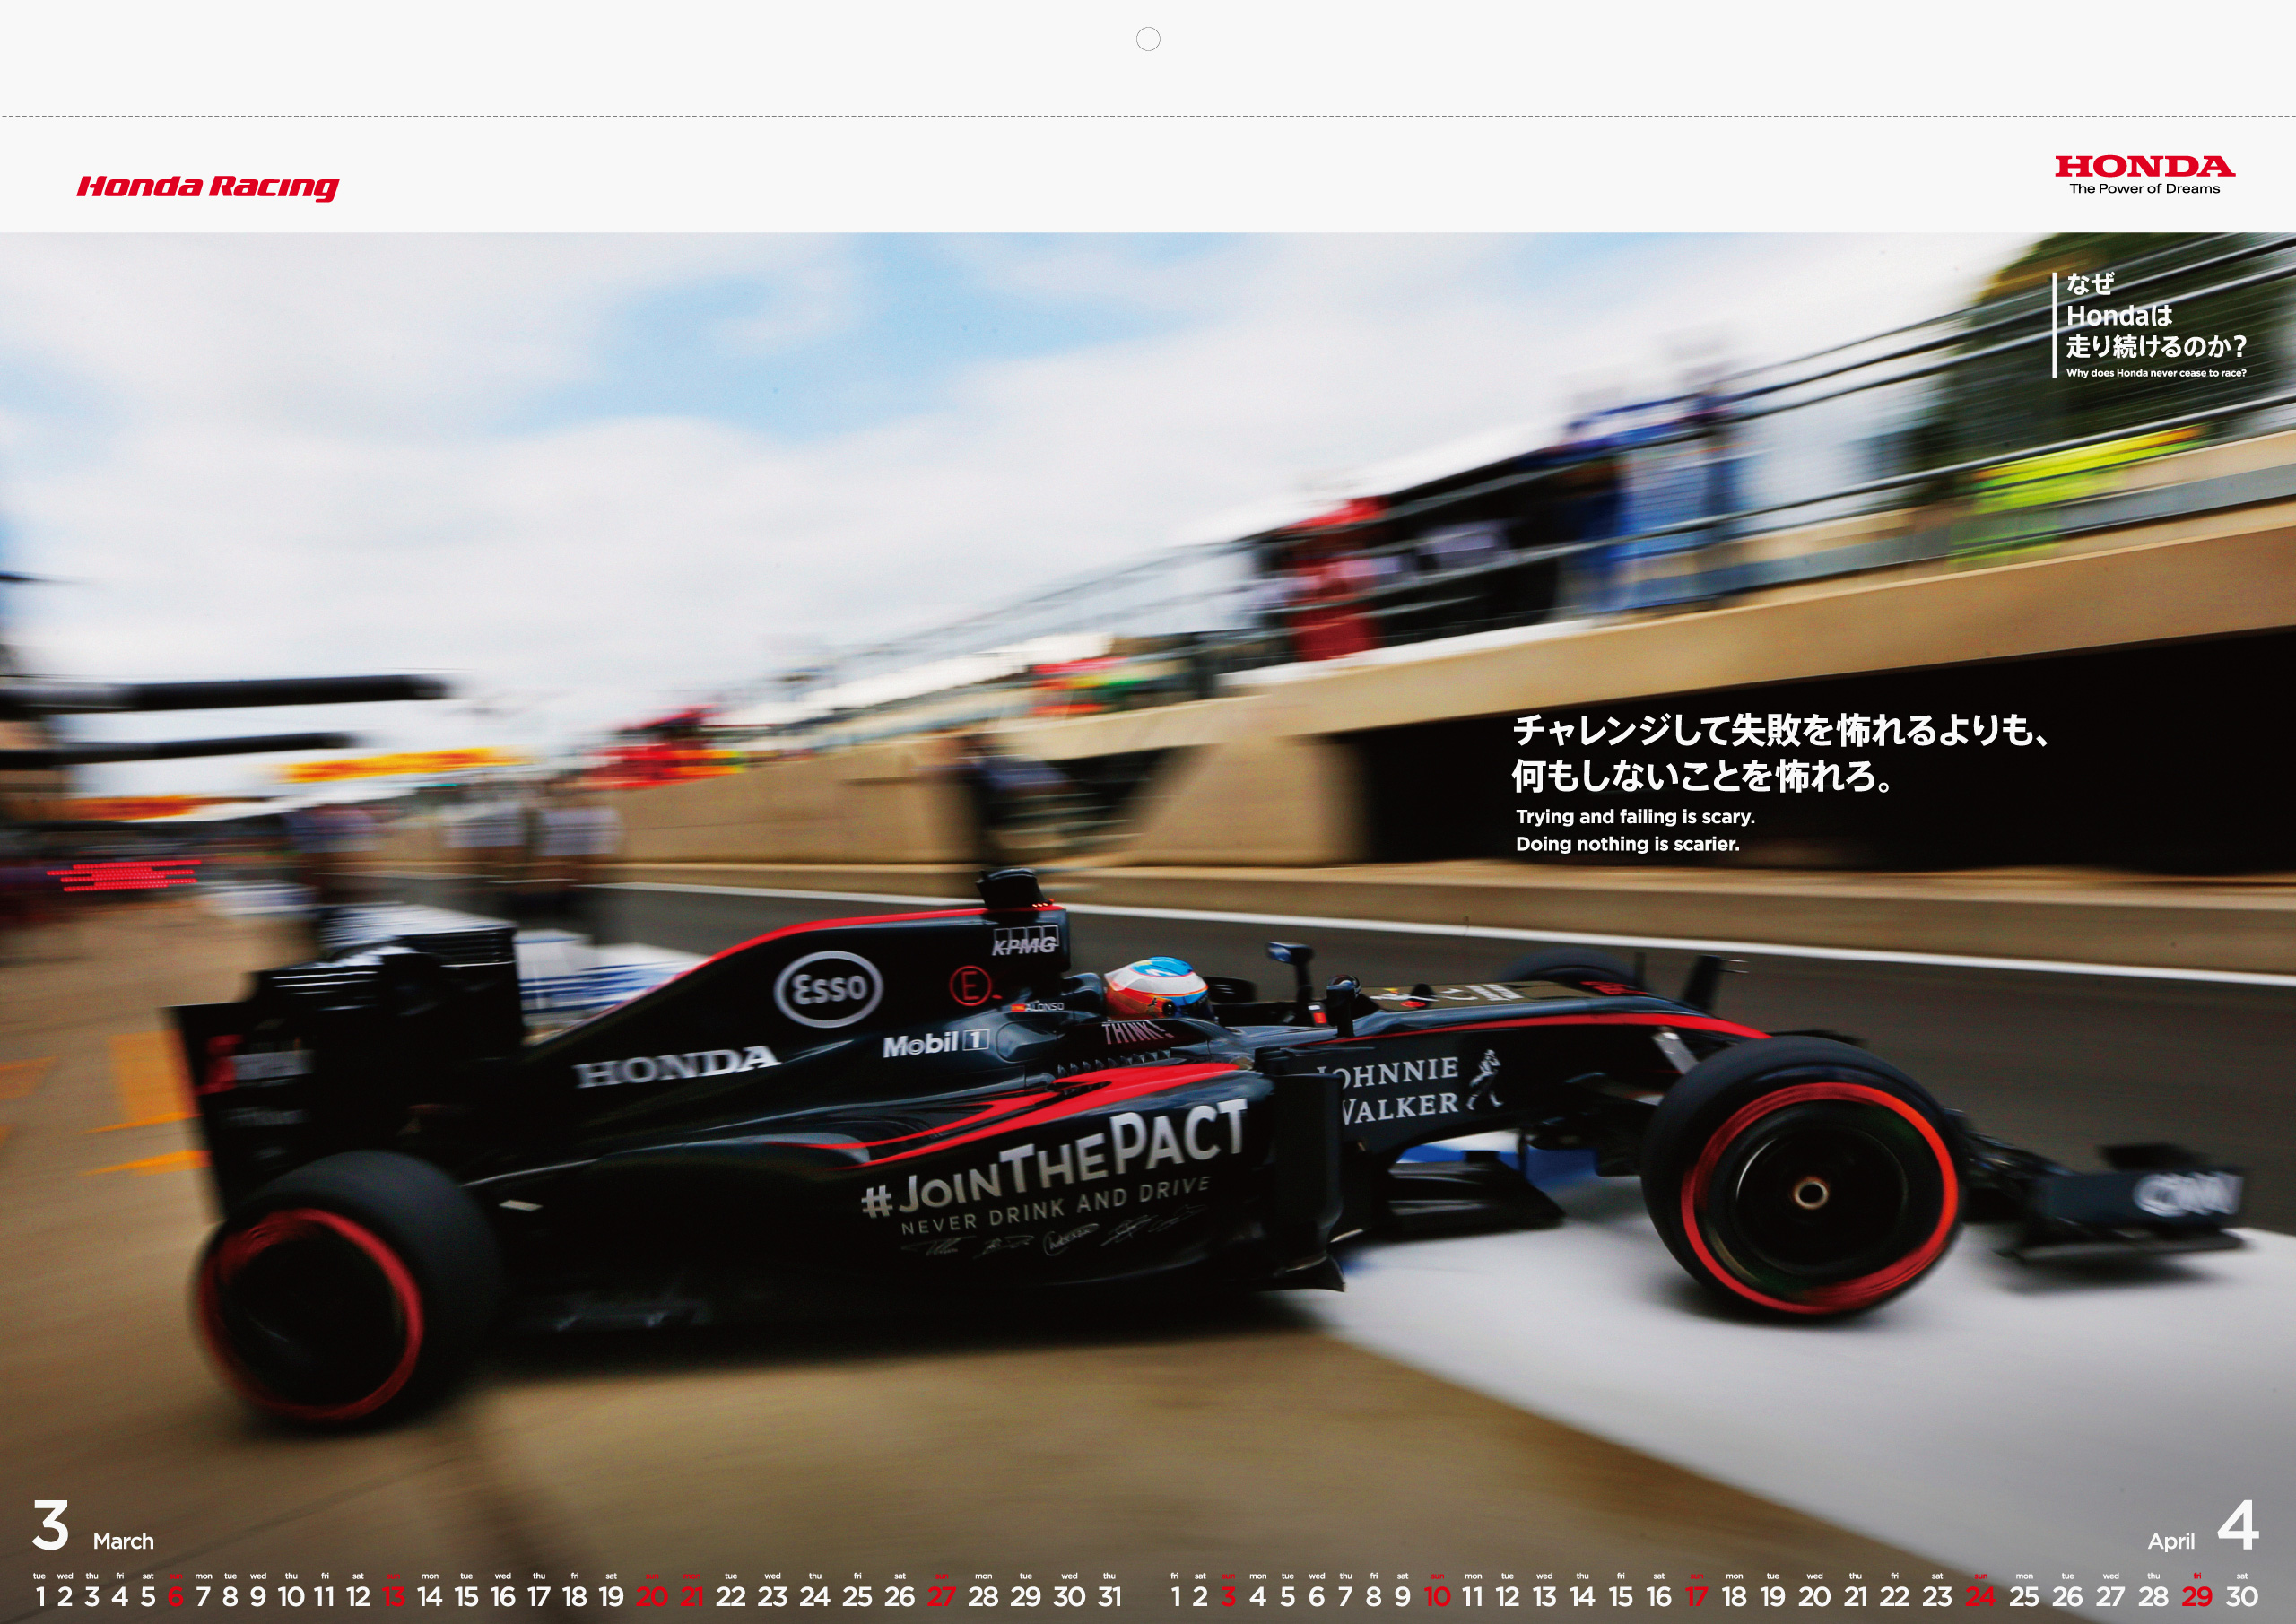 Honda Racing
HONDA
The Power of Dreams
なぜ
Hondaは
走り続けるのか?
Why does Honda never cease to race?
チャレンジして失敗を怖れるよりも、
何もしないことを怖れろ。
Trying and failing is scary.
Doing nothing is scarier.
KPMG
Esso
E
ALONSO
THINK!
Mobil 1
HONDA
JOHNNIE
WALKER
#JOINTHEPACT
NEVER DRINK AND DRIVE
CNN
3 March
tue wed thu fri sat sun mon tue wed thu fri sat sun mon tue wed thu fri sat sun mon tue wed thu fri sat sun mon tue wed thu
1 2 3 4 5 6 7 8 9 10 11 12 13 14 15 16 17 18 19 20 21 22 23 24 25 26 27 28 29 30 31
April 4
fri sat sun mon tue wed thu fri sat sun mon tue wed thu fri sat sun mon tue wed thu fri sat sun mon tue wed thu fri sat
1 2 3 4 5 6 7 8 9 10 11 12 13 14 15 16 17 18 19 20 21 22 23 24 25 26 27 28 29 30